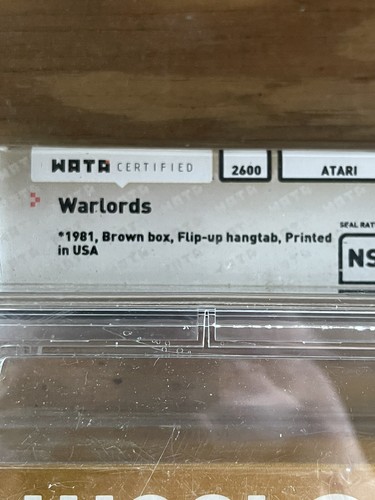 WATA CERTIFIED 2600 ATARI
Warlords
*1981, Brown box, Flip-up hangtab, Printed
in USA
SEAL RAT
NS